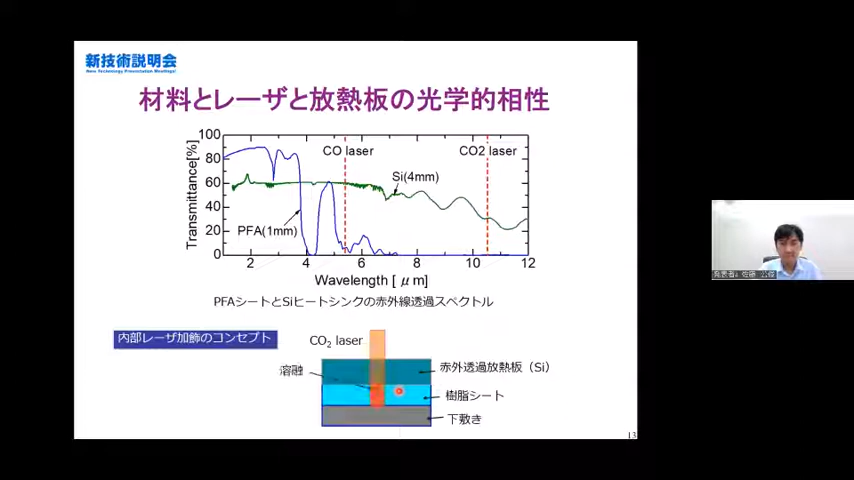 新技術説明会
New Technology Presentation Meetings!
材料とレーザと放熱板の光学的相性
Transmittance[%]
100
80
60
40
20
0
CO laser
CO2 laser
Si(4mm)
PFA(1mm)
2
4
6
8
10
12
Wavelength [ μm]
PFAシートとSiヒートシンクの赤外線透過スペクトル
内部レーザ加飾のコンセプト
CO₂ laser
溶融
赤外透過放熱板（Si）
樹脂シート
下敷き
13